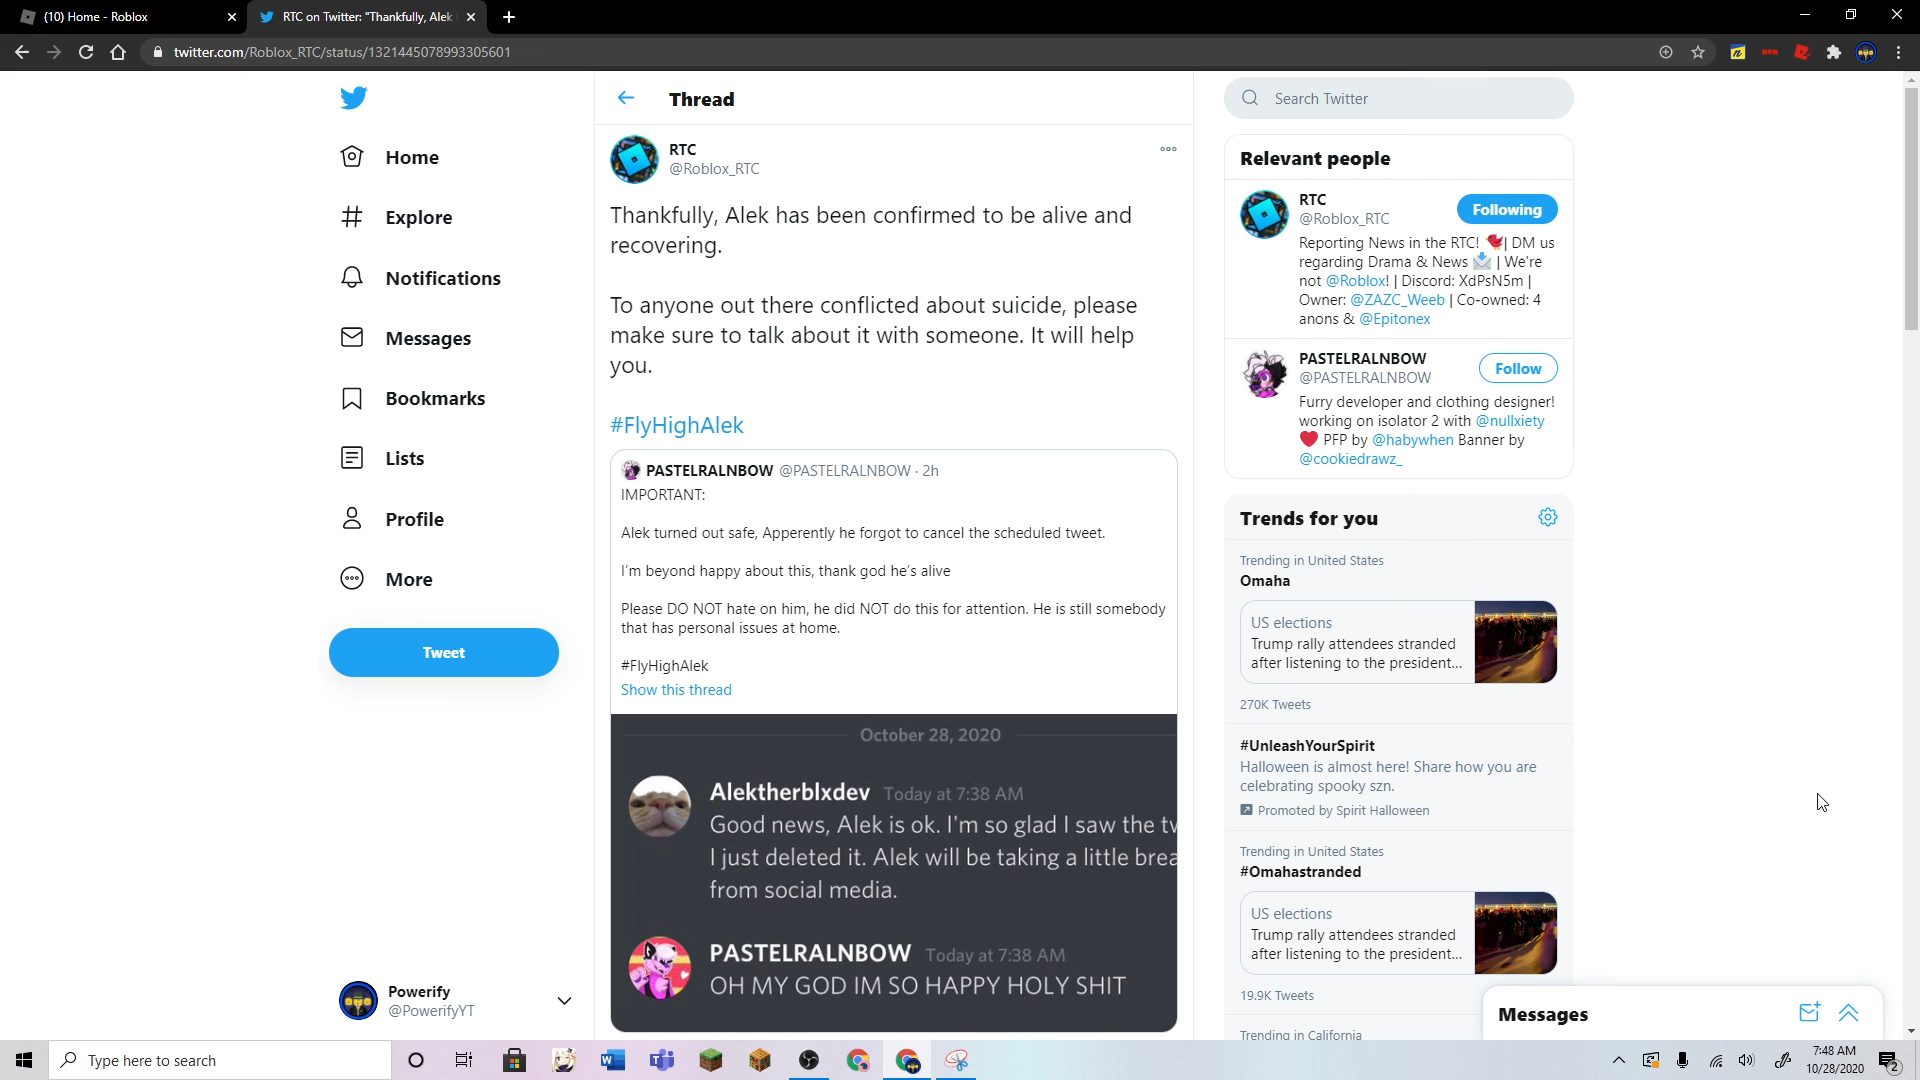 (10) Home - Roblox
RTC on Twitter: "Thankfully, Alek
twitter.com/Roblox_RTC/status/1321445078993305601
Home
Explore
Notifications
Messages
Bookmarks
Lists
Profile
More
Tweet
Powerify
@PowerifyYT
Thread
RTC
@Roblox_RTC
Thankfully, Alek has been confirmed to be alive and
recovering.
To anyone out there conflicted about suicide, please
make sure to talk about it with someone. It will help
you.
#FlyHighAlek
PASTELRALNBOW @PASTELRALNBOW · 2h
IMPORTANT:
Alek turned out safe, Apperently he forgot to cancel the scheduled tweet.
I'm beyond happy about this, thank god he's alive
Please DO NOT hate on him, he did NOT do this for attention. He is still somebody
that has personal issues at home.
#FlyHighAlek
Show this thread
October 28, 2020
Alektherblxdev Today at 7:38 AM
Good news, Alek is ok. I'm so glad I saw the tw
I just deleted it. Alek will be taking a little brea
from social media.
PASTELRALNBOW Today at 7:38 AM
OH MY GOD IM SO HAPPY HOLY SHIT
Search Twitter
Relevant people
RTC
@Roblox_RTC
Following
Reporting News in the RTC! | DM us
regarding Drama & News | We're
not @Roblox! | Discord: XdPsN5m |
Owner: @ZAZC_Weeb | Co-owned: 4
anons & @Epitonex
PASTELRALNBOW
@PASTELRALNBOW
Follow
Furry developer and clothing designer!
working on isolator 2 with @nullxiety
PFP by @habywhen Banner by
@cookiedrawz_
Trends for you
Trending in United States
Omaha
US elections
Trump rally attendees stranded
after listening to the president...
270K Tweets
#UnleashYourSpirit
Halloween is almost here! Share how you are
celebrating spooky szn.
Promoted by Spirit Halloween
Trending in United States
#Omahastranded
US elections
Trump rally attendees stranded
after listening to the president...
19.9K Tweets
Trending in California
Messages
Type here to search
7:48 AM
10/28/2020
2